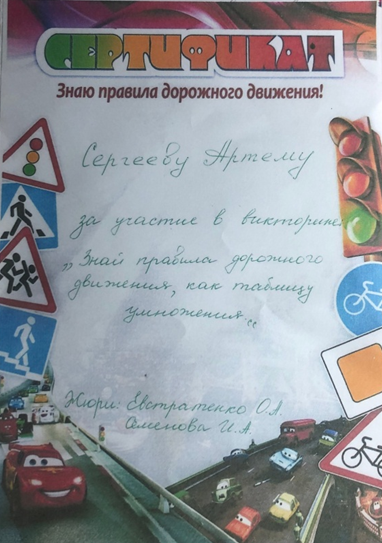 СЕРТИФИКАТ
Знаю правила дорожного движения!
Сергееву Артему
за участие в викторине
„Знай правила дорожного
движения, как таблицу
умножения“
Жюри: Евстратенко О.А.
Семенова И.А.